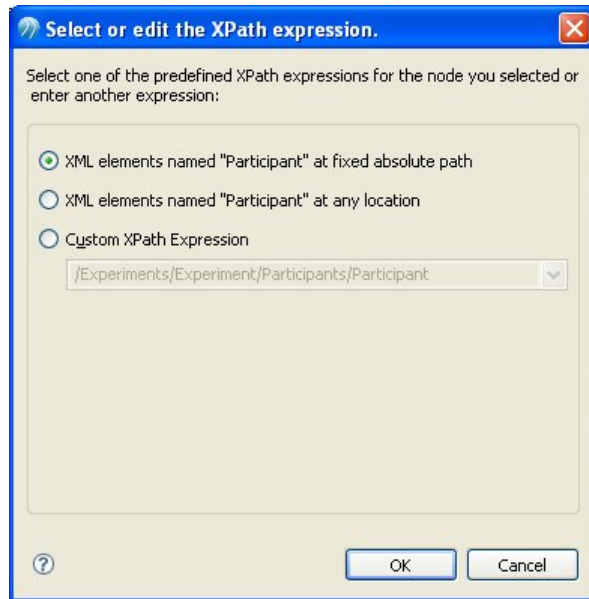 Select or edit the XPath expression.
Select one of the predefined XPath expressions for the node you selected or
enter another expression:
XML elements named "Participant" at fixed absolute path
XML elements named "Participant" at any location
Custom XPath Expression
/Experiments/Experiment/Participants/Participant
?
OK Cancel